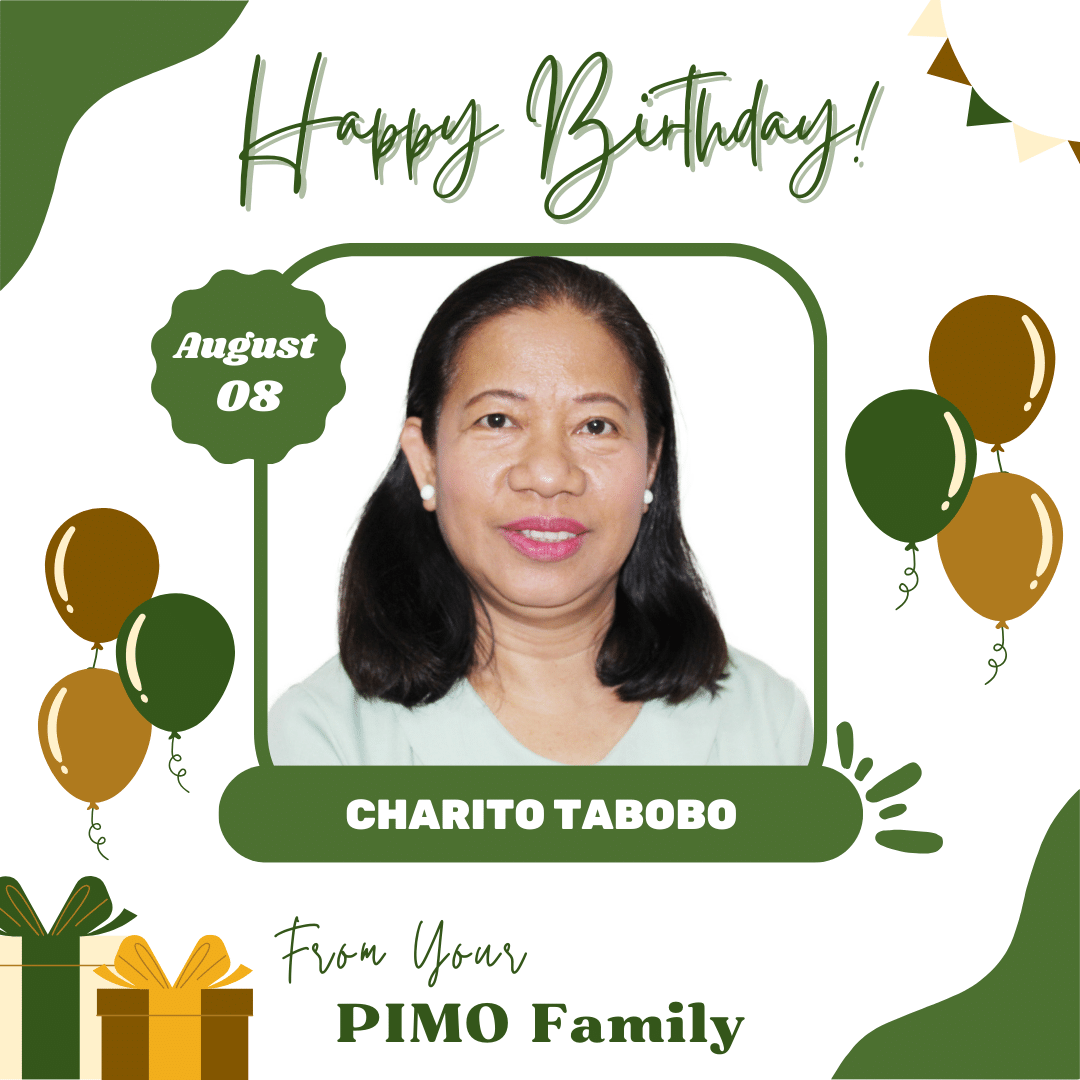 Happy Birthday!
August
08
CHARITO TABOBO
From Your
PIMO Family